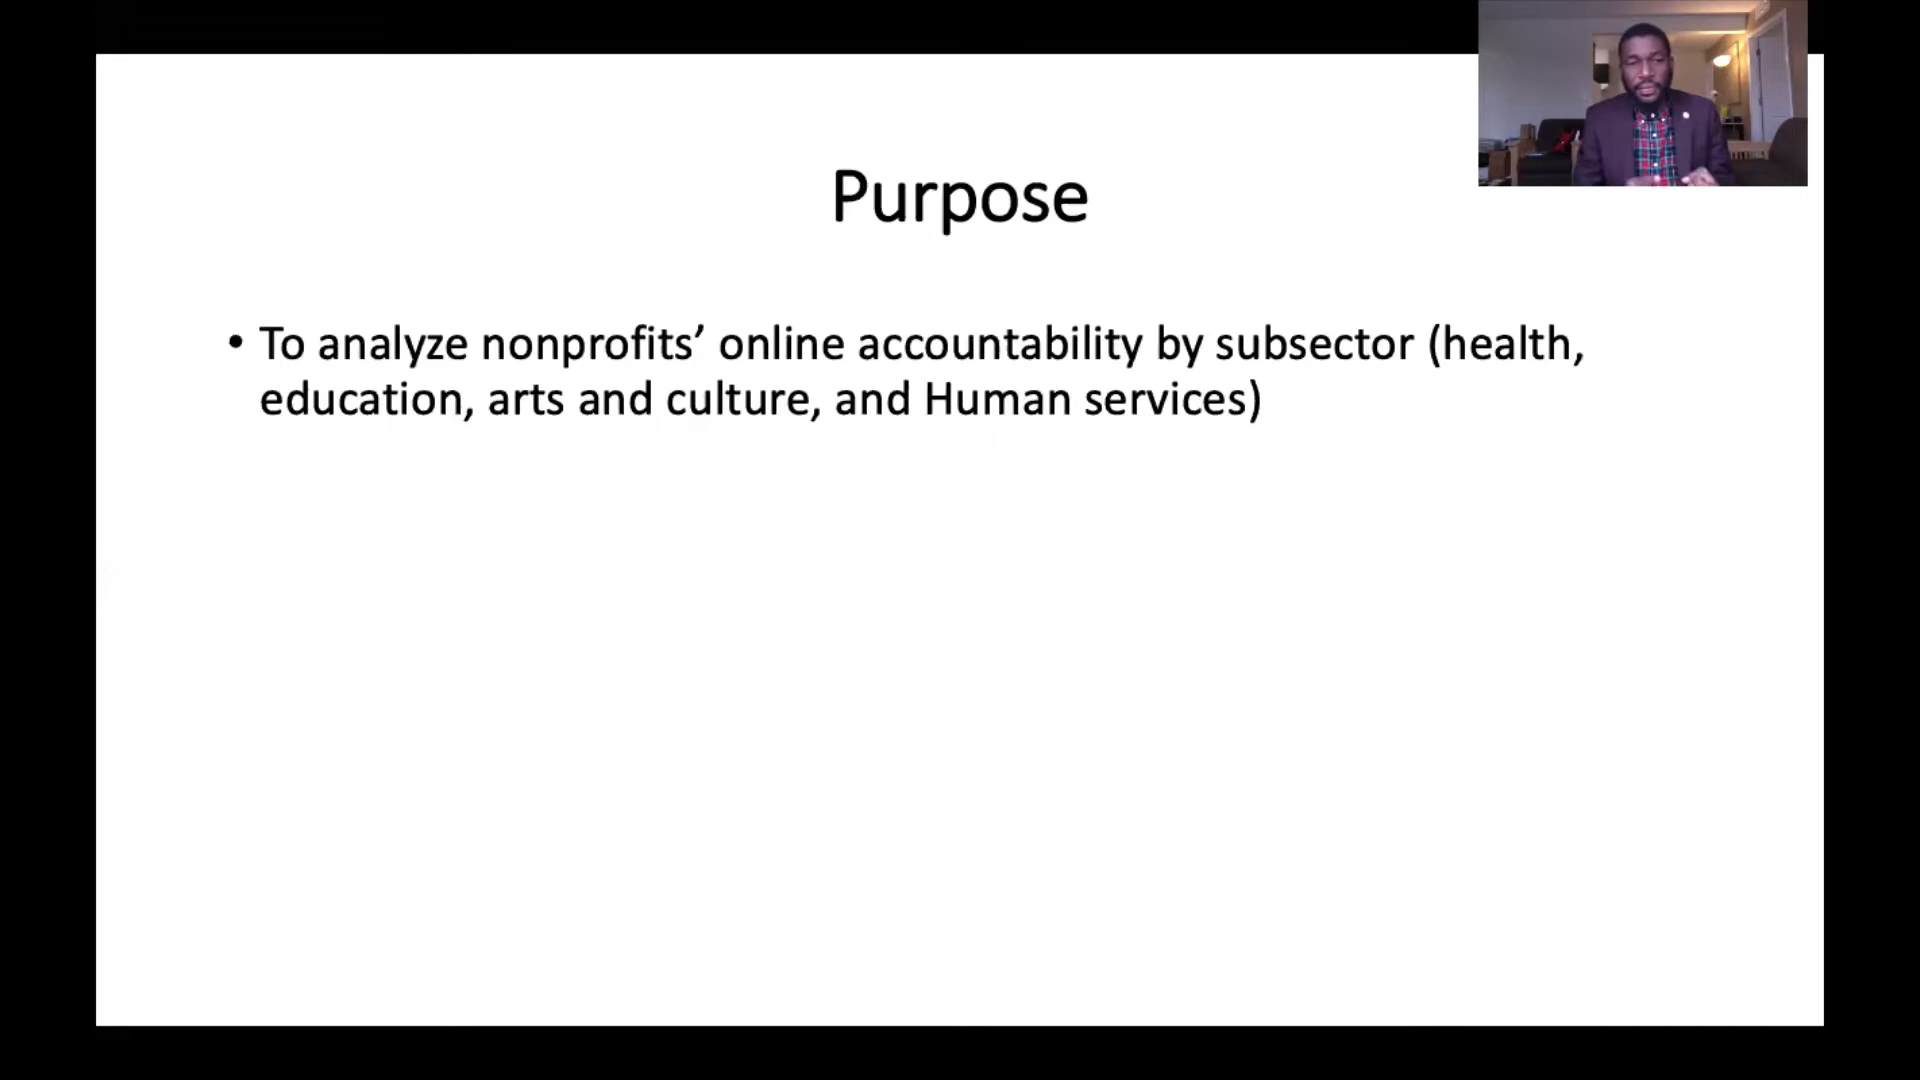 Purpose
• To analyze nonprofits’ online accountability by subsector (health,
education, arts and culture, and Human services)